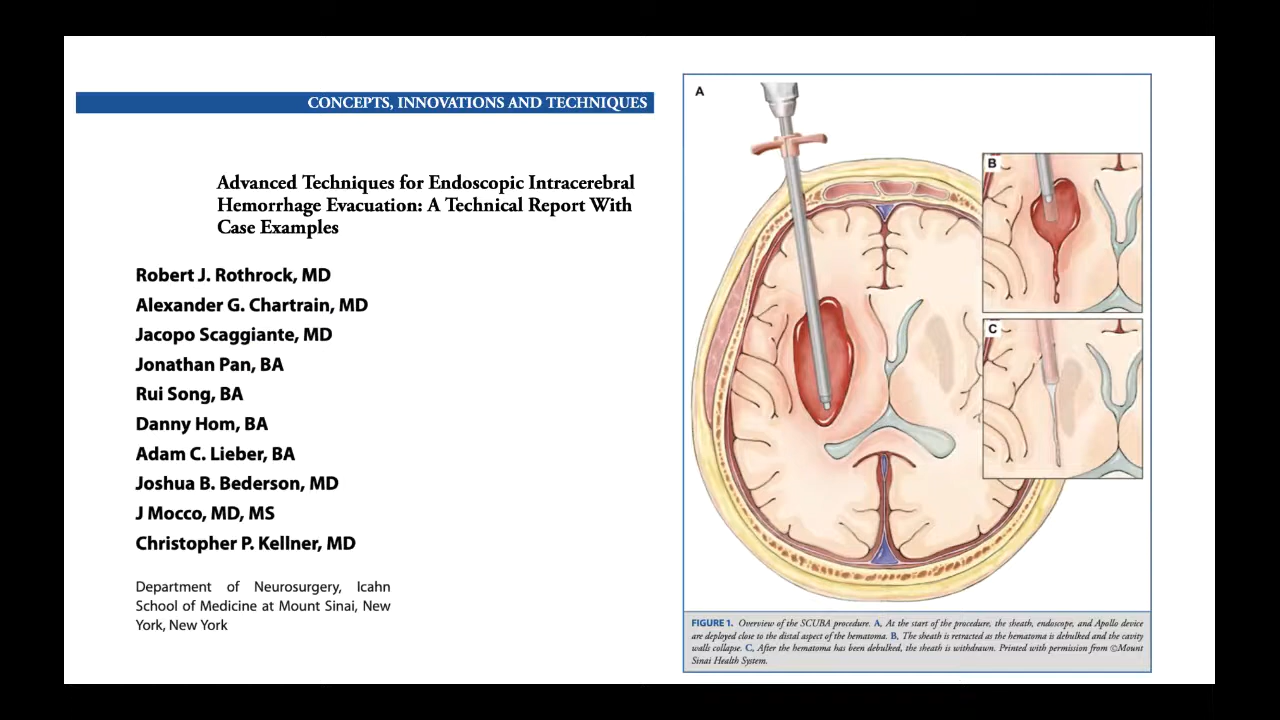 CONCEPTS, INNOVATIONS AND TECHNIQUES
Advanced Techniques for Endoscopic Intracerebral
Hemorrhage Evacuation: A Technical Report With
Case Examples
Robert J. Rothrock, MD
Alexander G. Chartrain, MD
Jacopo Scaggiante, MD
Jonathan Pan, BA
Rui Song, BA
Danny Hom, BA
Adam C. Lieber, BA
Joshua B. Bederson, MD
J Mocco, MD, MS
Christopher P. Kellner, MD
Department of Neurosurgery, Icahn
School of Medicine at Mount Sinai, New
York, New York
A
B
C
FIGURE 1. Overview of the SCUBA procedure. A, At the start of the procedure, the sheath, endoscope, and Apollo device
are deployed close to the distal aspect of the hematoma. B, The sheath is retracted as the hematoma is debulked and the cavity
walls collapse. C, After the hematoma has been debulked, the sheath is withdrawn. Printed with permission from ©Mount
Sinai Health System.